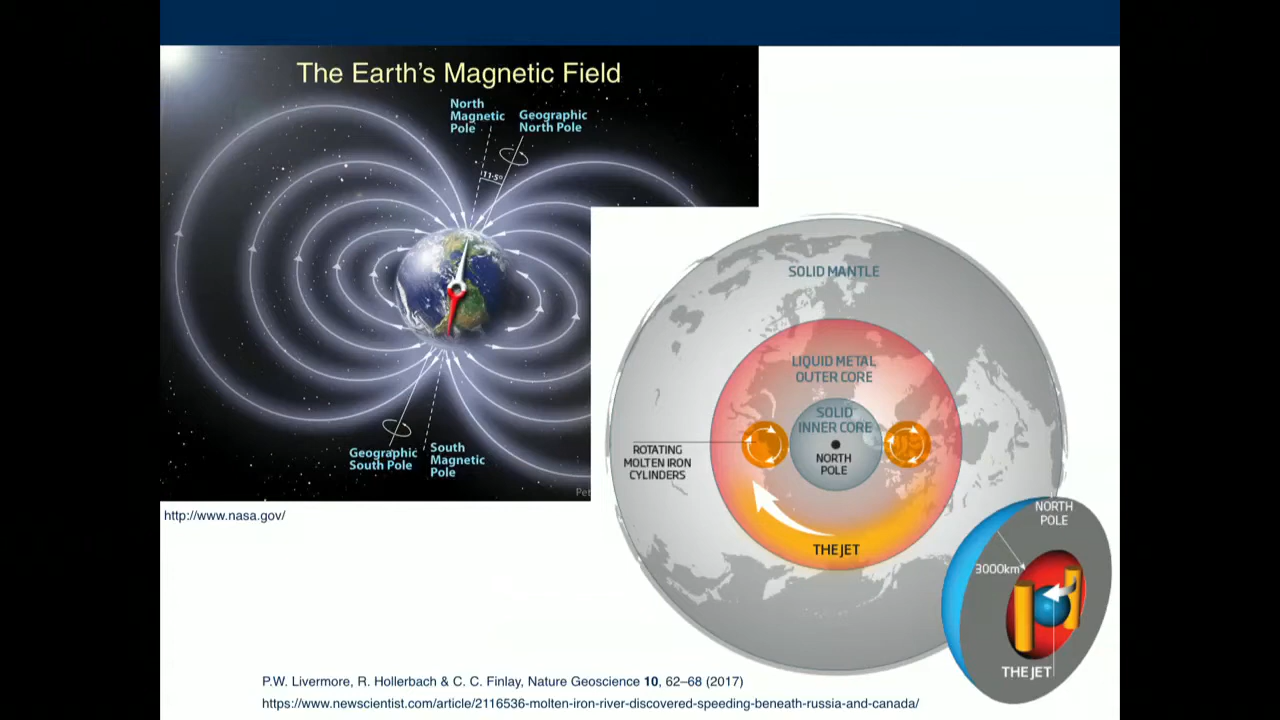 The Earth's Magnetic Field
North
Magnetic
Pole
Geographic
North Pole
11.5°
Geographic
South Pole
South
Magnetic
Pole
http://www.nasa.gov/
SOLID MANTLE
LIQUID METAL
OUTER CORE
SOLID
INNER CORE
NORTH
POLE
ROTATING
MOLTEN IRON
CYLINDERS
THE JET
NORTH
POLE
3000km
THE JET
P.W. Livermore, R. Hollerbach & C. C. Finlay, Nature Geoscience 10, 62–68 (2017)
https://www.newscientist.com/article/2116536-molten-iron-river-discovered-speeding-beneath-russia-and-canada/